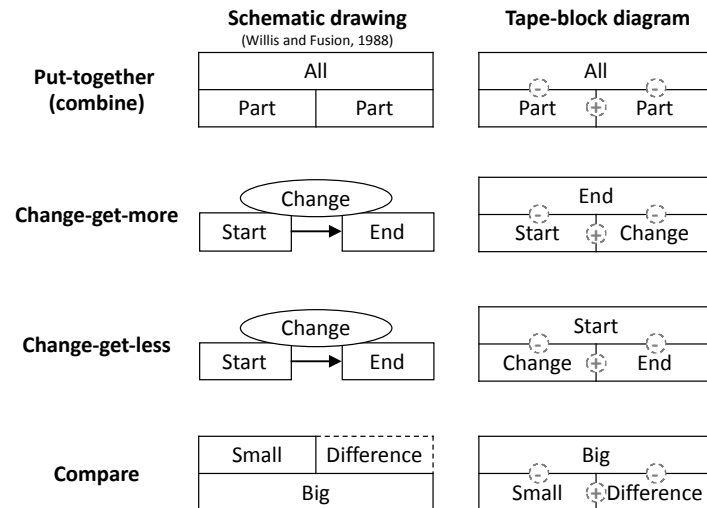 Schematic drawing
(Willis and Fusion, 1988)
Tape-block diagram
Put-together
(combine)
All
Part Part
All
- -
Part + Part
Change-get-more
Change
Start End
End
- -
Start + Change
Change-get-less
Change
Start End
Start
- -
Change + End
Compare
Small Difference
Big
Big
- -
Small + Difference